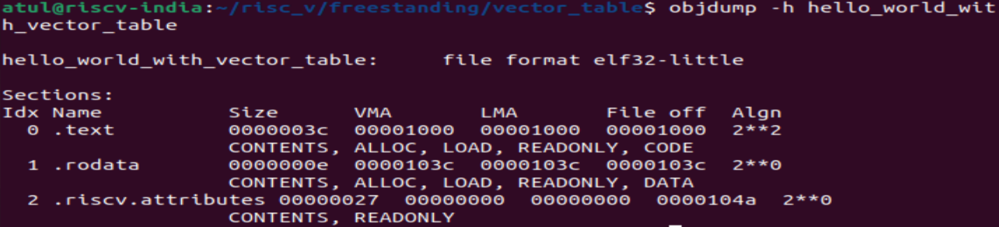 atul@riscv-india:~/risc_v/freestanding/vector_table$ objdump -h hello_world_wit
h_vector_table
hello_world_with_vector_table:     file format elf32-little
Sections:
Idx Name          Size      VMA       LMA       File off  Algn
  0 .text         0000003c  00001000  00001000  00001000  2**2
                  CONTENTS, ALLOC, LOAD, READONLY, CODE
  1 .rodata       0000000e  0000103c  0000103c  0000103c  2**0
                  CONTENTS, ALLOC, LOAD, READONLY, DATA
  2 .riscv.attributes 00000027  00000000  00000000  0000104a  2**0
                  CONTENTS, READONLY